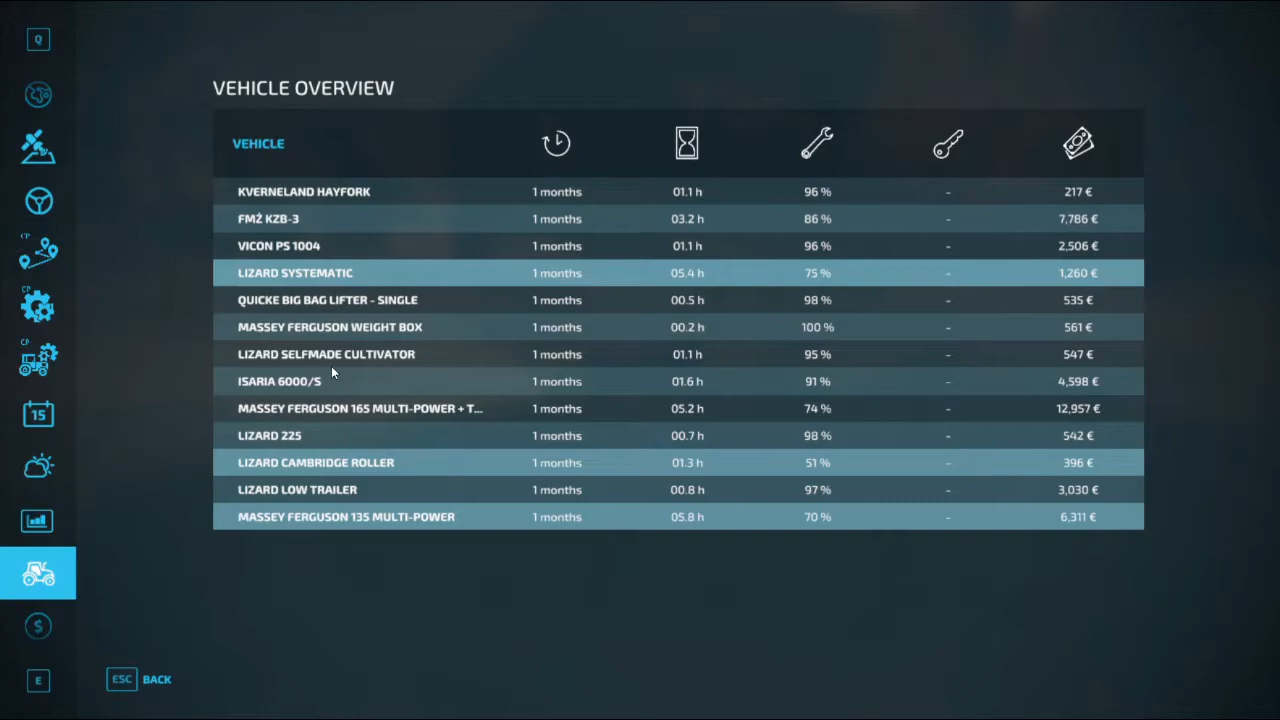 Q
VEHICLE OVERVIEW
VEHICLE
KVERNELAND HAYFORK 1 months 01.1 h 96 % - 217 €
FMŻ KZB-3 1 months 03.2 h 86 % - 7,786 €
VICON PS 1004 1 months 01.1 h 96 % - 2,506 €
LIZARD SYSTEMATIC 1 months 05.4 h 75 % - 1,260 €
QUICKE BIG BAG LIFTER - SINGLE 1 months 00.5 h 98 % - 535 €
MASSEY FERGUSON WEIGHT BOX 1 months 00.2 h 100 % - 561 €
LIZARD SELFMADE CULTIVATOR 1 months 01.1 h 95 % - 547 €
ISARIA 6000/S 1 months 01.6 h 91 % - 4,598 €
MASSEY FERGUSON 165 MULTI-POWER + T... 1 months 05.2 h 74 % - 12,957 €
LIZARD 225 1 months 00.7 h 98 % - 542 €
LIZARD CAMBRIDGE ROLLER 1 months 01.3 h 51 % - 396 €
LIZARD LOW TRAILER 1 months 00.8 h 97 % - 3,030 €
MASSEY FERGUSON 135 MULTI-POWER 1 months 05.8 h 70 % - 6,311 €
CP
CP
CP
15
$
E
ESC BACK